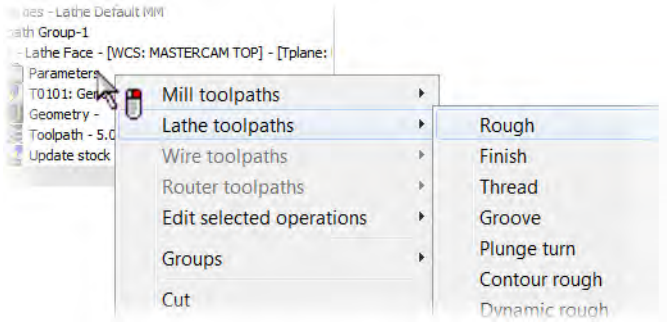 des - Lathe Default MM
ath Group-1
- Lathe Face - [WCS: MASTERCAM TOP] - [Tplane:
Parameters
T0101: Gen
Geometry -
Toolpath - 5.0
Update stock
Mill toolpaths
Lathe toolpaths
Wire toolpaths
Router toolpaths
Edit selected operations
Groups
Cut
Rough
Finish
Thread
Groove
Plunge turn
Contour rough
Dynamic rough